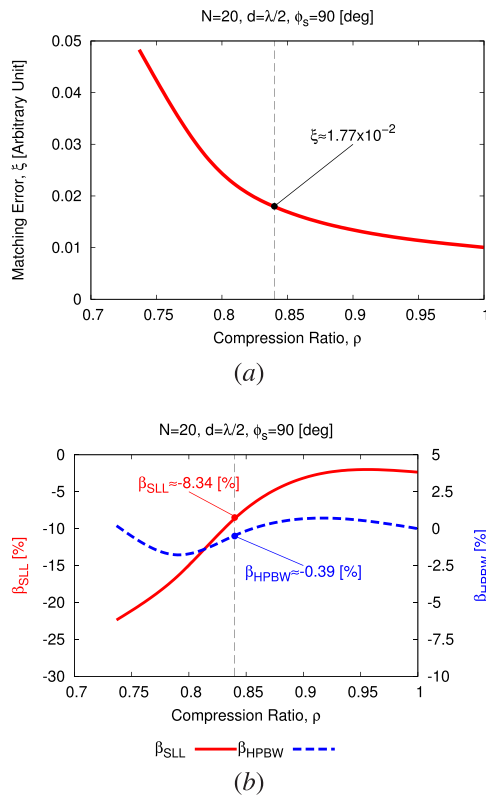 N=20, d=λ/2, ϕs=90 [deg]
0.05
0.04
0.03
0.02
0.01
0
Matching Error, ξ [Arbitrary Unit]
ξ≈1.77x10⁻²
0.7 0.75 0.8 0.85 0.9 0.95 1
Compression Ratio, ρ
(a)
N=20, d=λ/2, ϕs=90 [deg]
0 5
-5 2.5
-10 0
-15 -2.5
-20 -5
-25 -7.5
-30 -10
βSLL [%]
βHPBW [%]
βSLL≈-8.34 [%]
βHPBW≈-0.39 [%]
0.7 0.75 0.8 0.85 0.9 0.95 1
Compression Ratio, ρ
βSLL βHPBW
(b)